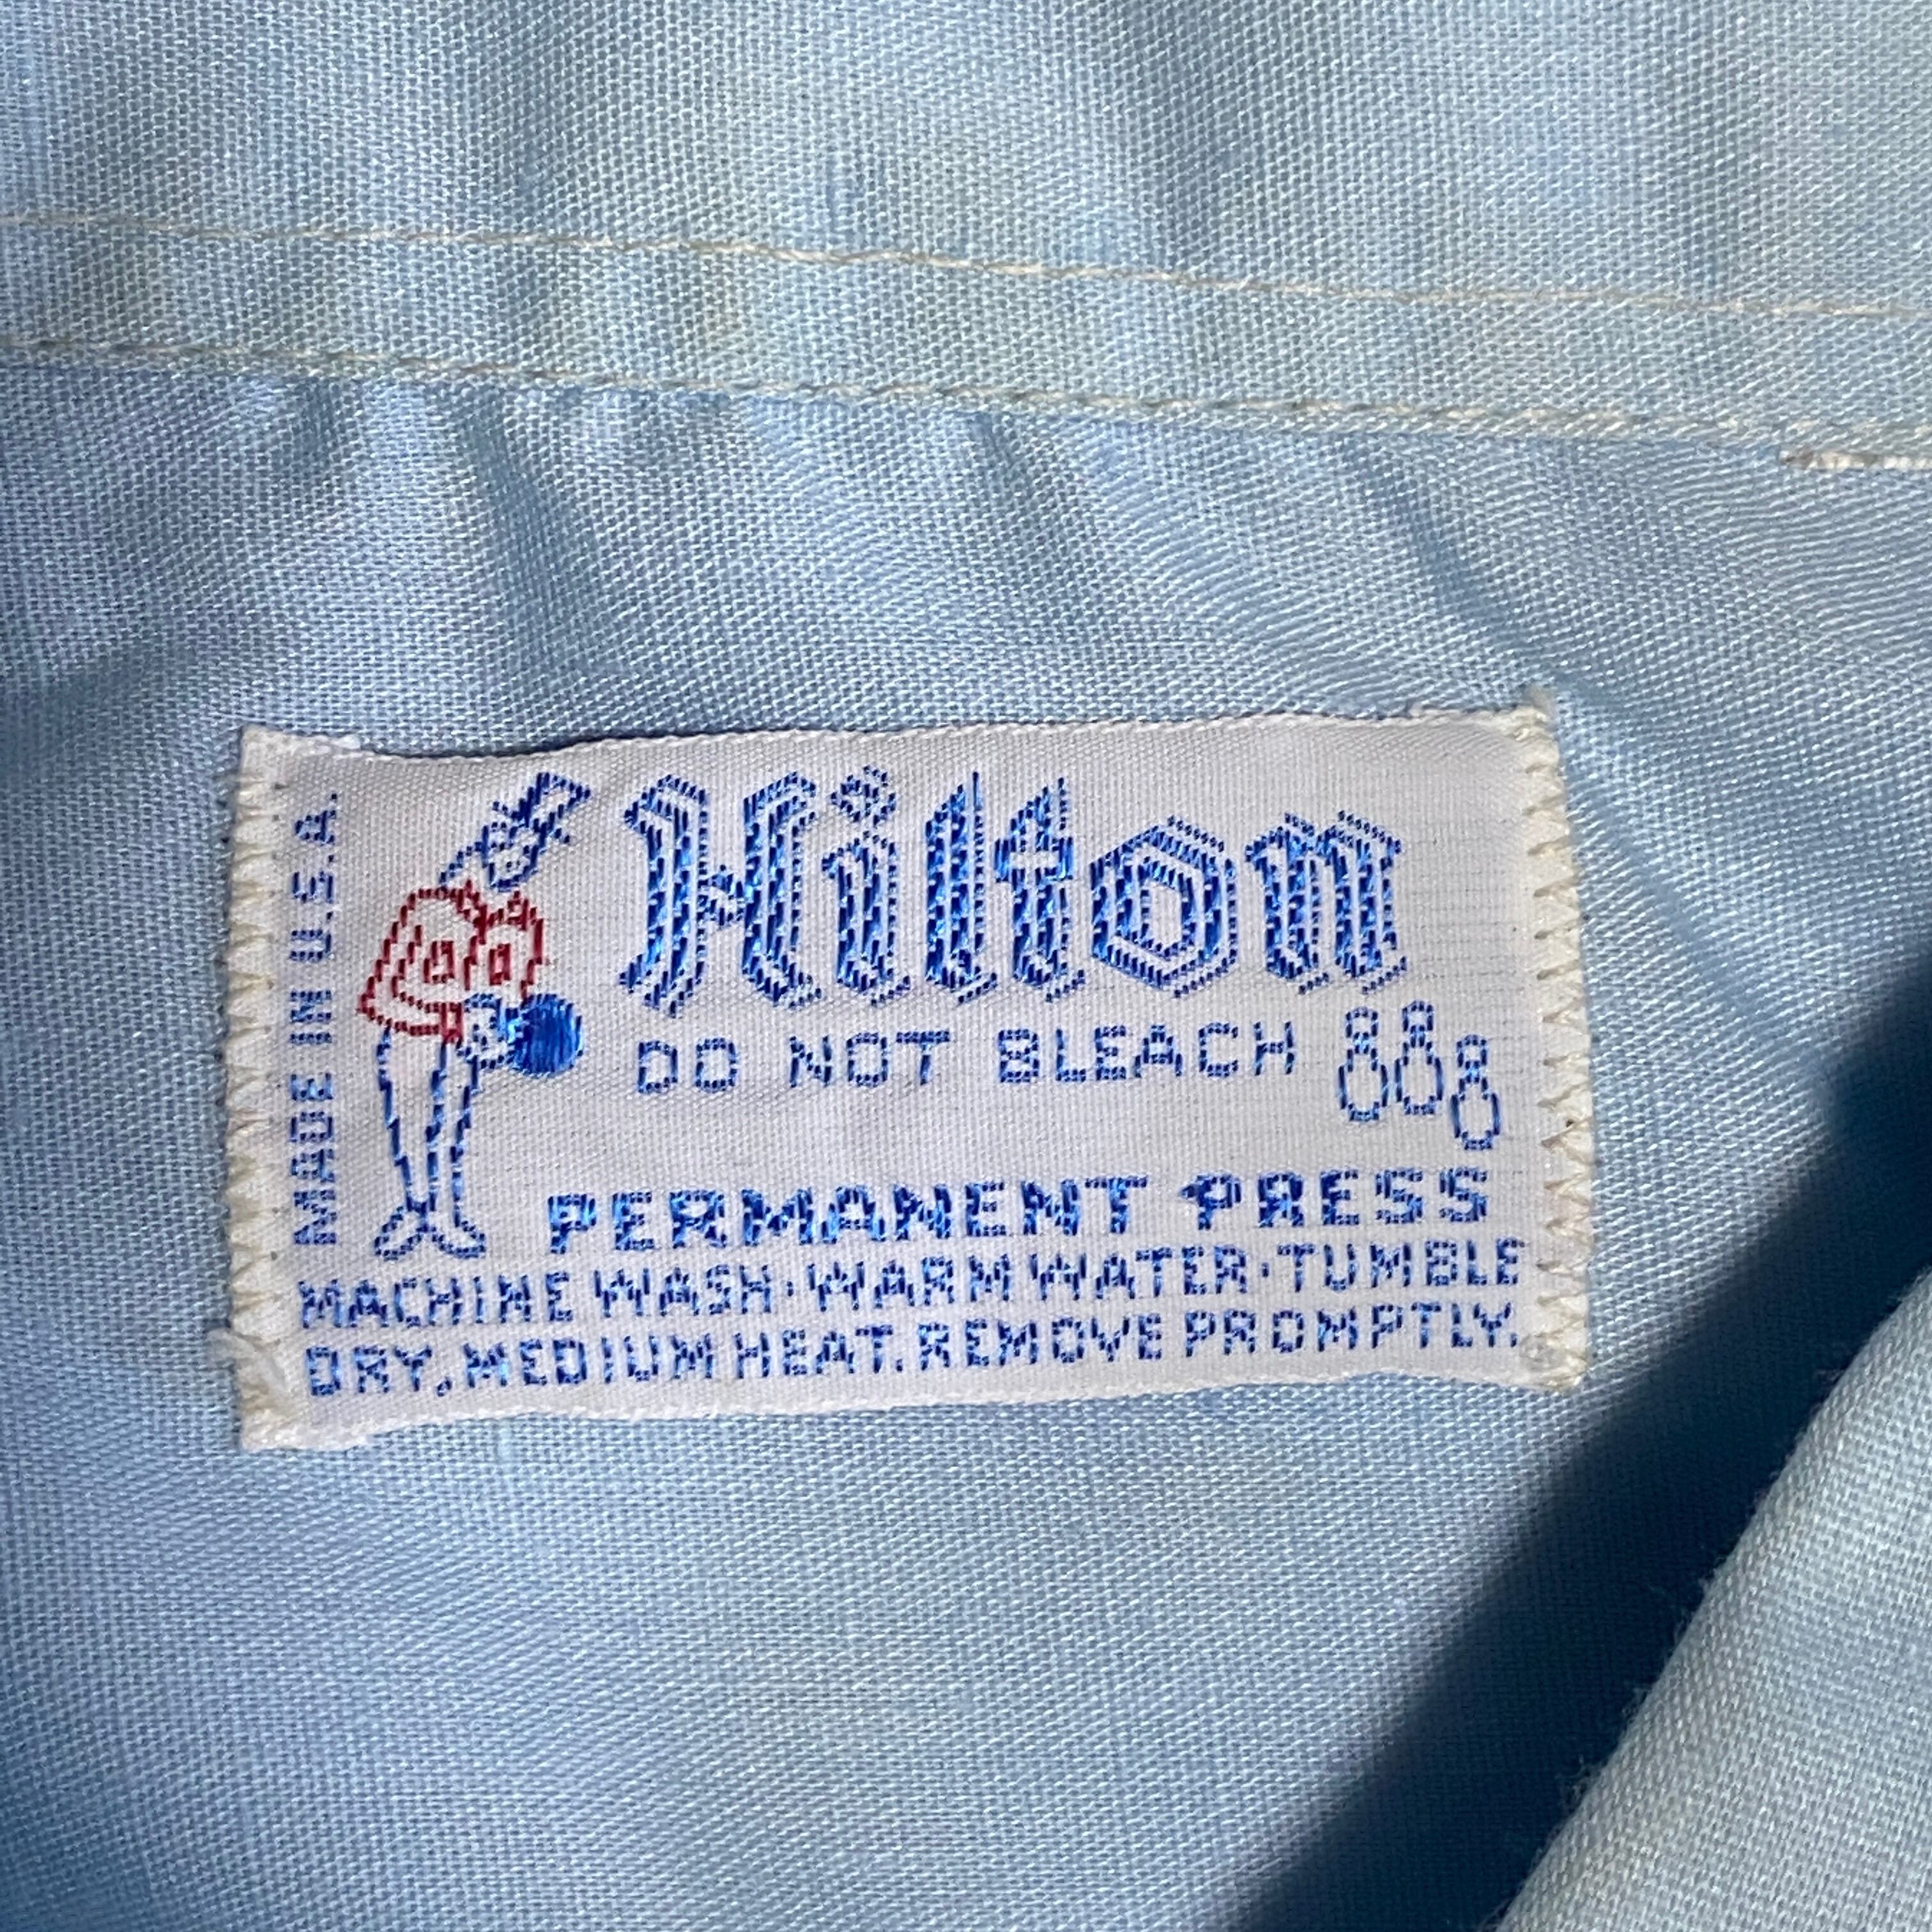 MADE IN U.S.A.
Hilton
DO NOT BLEACH
PERMANENT PRESS
MACHINE WASH·WARM WATER·TUMBLE
DRY, MEDIUM HEAT. REMOVE PROMPTLY.